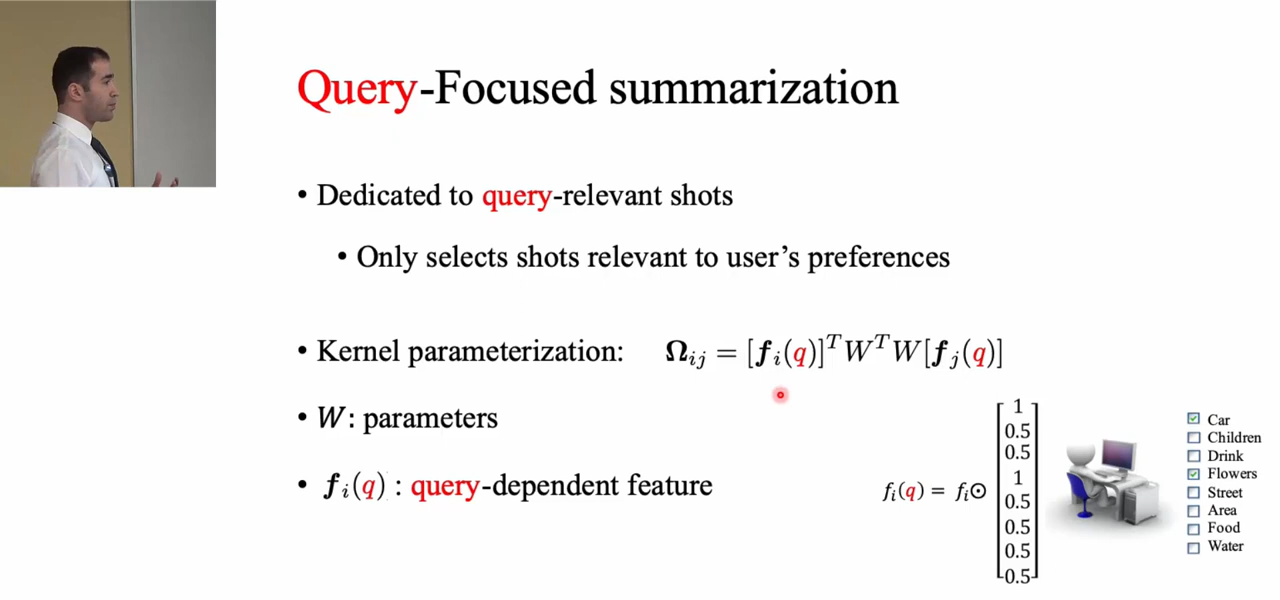 Query-Focused summarization
• Dedicated to query-relevant shots
• Only selects shots relevant to user's preferences
• Kernel parameterization: Ω_{ij} = [f_i(q)]^T W^T W[f_j(q)]
• W: parameters
• f_i(q) : query-dependent feature
f_i(q) = f_i⊙
1
0.5
0.5
1
0.5
0.5
0.5
0.5
Car
Children
Drink
Flowers
Street
Area
Food
Water